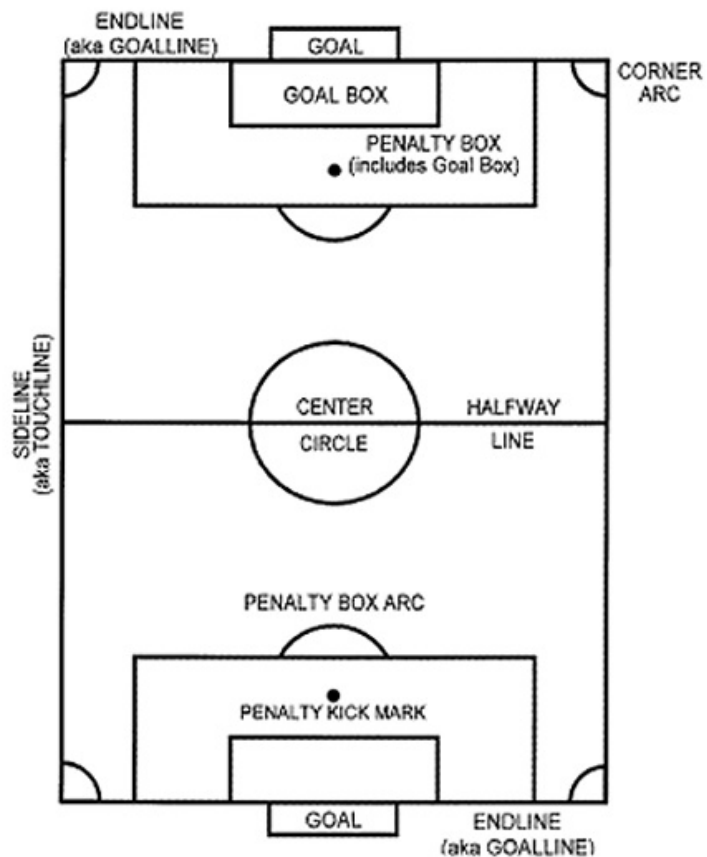 ENDLINE
(aka GOALLINE)
GOAL
CORNER
ARC
GOAL BOX
PENALTY BOX
(includes Goal Box)
SIDELINE
(aka TOUCHLINE)
CENTER
CIRCLE
HALFWAY
LINE
PENALTY BOX ARC
PENALTY KICK MARK
GOAL
ENDLINE
(aka GOALLINE)